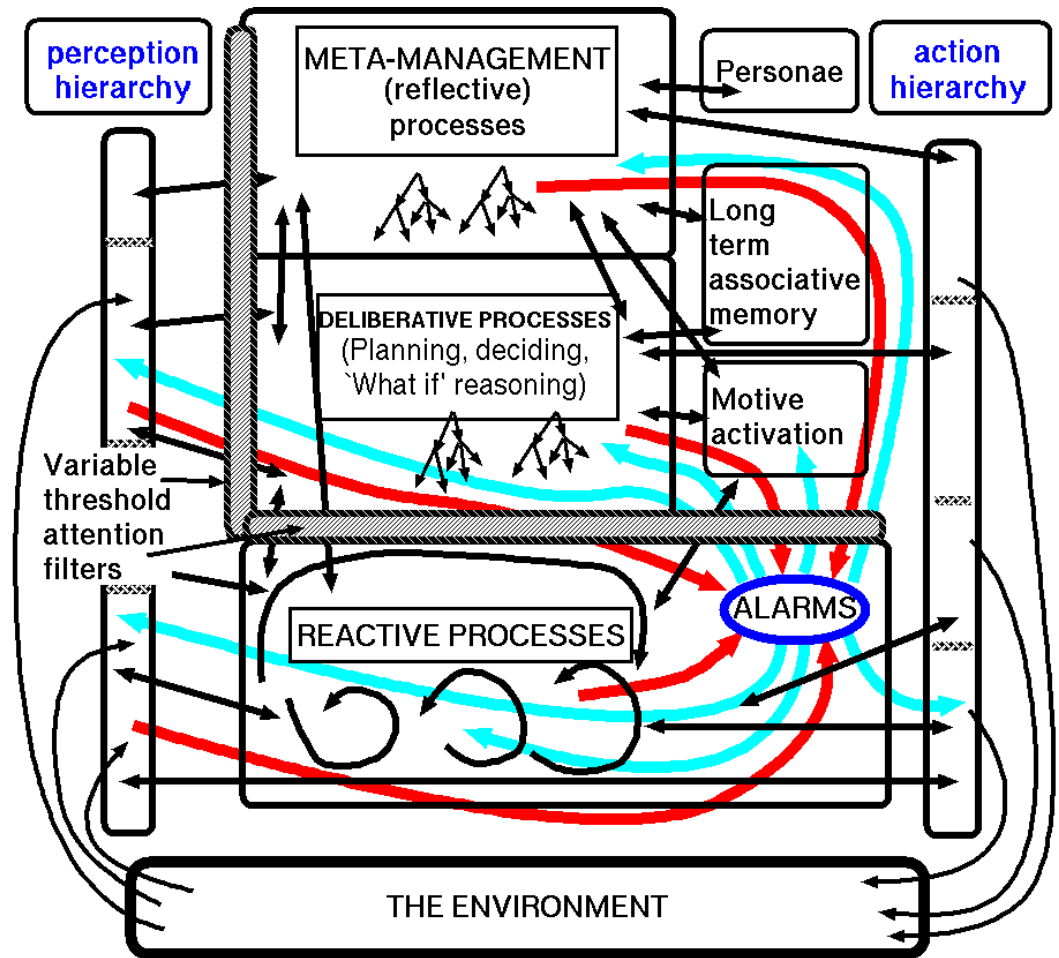 perception
hierarchy
META-MANAGEMENT
(reflective)
processes
Personae
action
hierarchy
Long
term
associative
memory
DELIBERATIVE PROCESSES
(Planning, deciding,
`What if' reasoning)
Motive
activation
Variable
threshold
attention
filters
ALARMS
REACTIVE PROCESSES
THE ENVIRONMENT